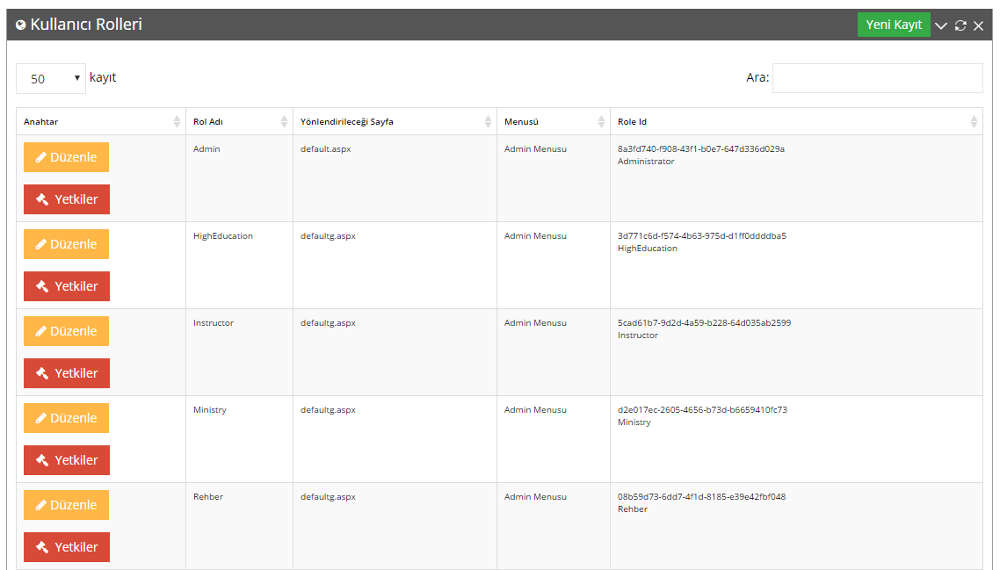 Kullanıcı Rolleri
Yeni Kayıt
50 kayıt
Ara:
Anahtar Rol Adı Yönlendirileceği Sayfa Menusü Role Id
Düzenle Admin default.aspx Admin Menusu 8a3fd740-f908-43f1-b0e7-647d336d029a
Administrator
Yetkiler
Düzenle HighEducation defaultg.aspx Admin Menusu 3d771c6d-f574-4b63-975d-d1ff0ddddba5
HighEducation
Yetkiler
Düzenle Instructor defaultg.aspx Admin Menusu 5cad61b7-9d2d-4a59-b228-64d035ab2599
Instructor
Yetkiler
Düzenle Ministry defaultg.aspx Admin Menusu d2e017ec-2605-4656-b73d-b6659410fc73
Ministry
Yetkiler
Düzenle Rehber defaultg.aspx Admin Menusu 08b59d73-6dd7-4f1d-8185-e39e42fbf048
Rehber
Yetkiler